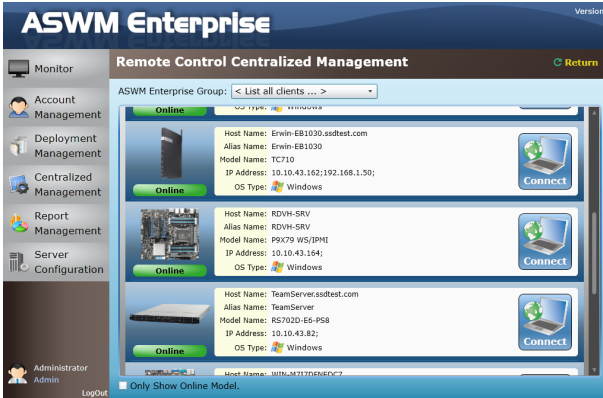 ASWM Enterprise
Version
Remote Control Centralized Management
Return
Monitor
Account
Management
Deployment
Management
Centralized
Management
Report
Management
Server
Configuration
Administrator
Admin
LogOut
ASWM Enterprise Group: < List all clients ... >
Online
OS Type: Windows
Host Name: Erwin-EB1030.ssdtest.com
Alias Name: Erwin-EB1030
Model Name: TC710
IP Address: 10.10.43.162;192.168.1.50;
OS Type: Windows
Online
Connect
Host Name: RDVH-SRV
Alias Name: RDVH-SRV
Model Name: P9X79 WS/IPMI
IP Address: 10.10.43.164;
OS Type: Windows
Online
Connect
Host Name: TeamServer.ssdtest.com
Alias Name: TeamServer
Model Name: RS702D-E6-PS8
IP Address: 10.10.43.82;
OS Type: Windows
Online
Connect
Host Name:
Only Show Online Model.